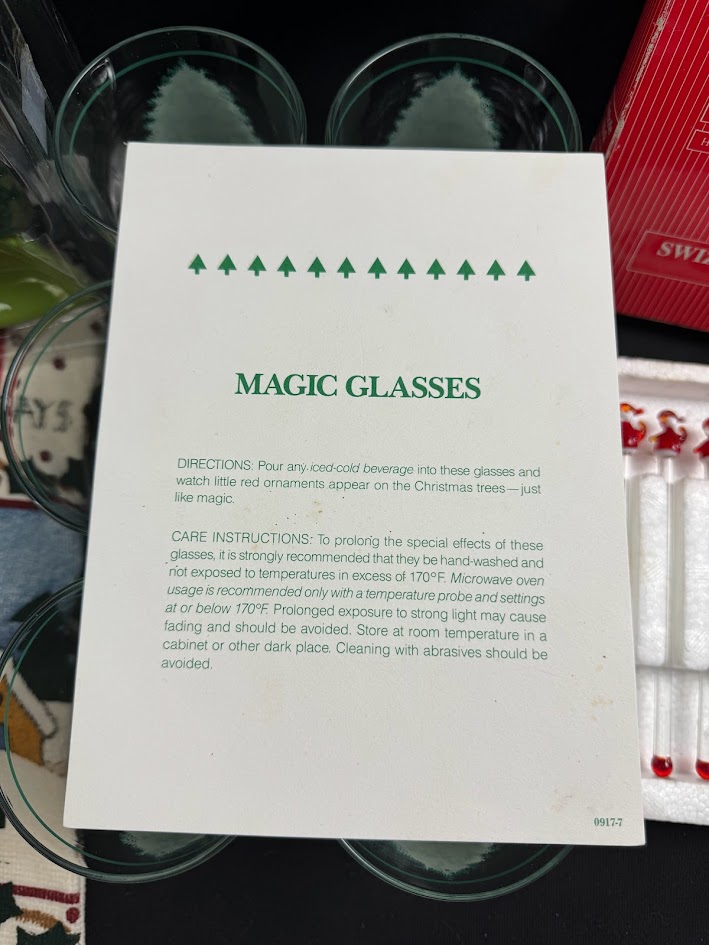 MAGIC GLASSES
DIRECTIONS: Pour any iced-cold beverage into these glasses and
watch little red ornaments appear on the Christmas trees—just
like magic.
CARE INSTRUCTIONS: To prolong the special effects of these
glasses, it is strongly recommended that they be hand-washed and
not exposed to temperatures in excess of 170°F. Microwave oven
usage is recommended only with a temperature probe and settings
at or below 170°F. Prolonged exposure to strong light may cause
fading and should be avoided. Store at room temperature in a
cabinet or other dark place. Cleaning with abrasives should be
avoided.
0917-7